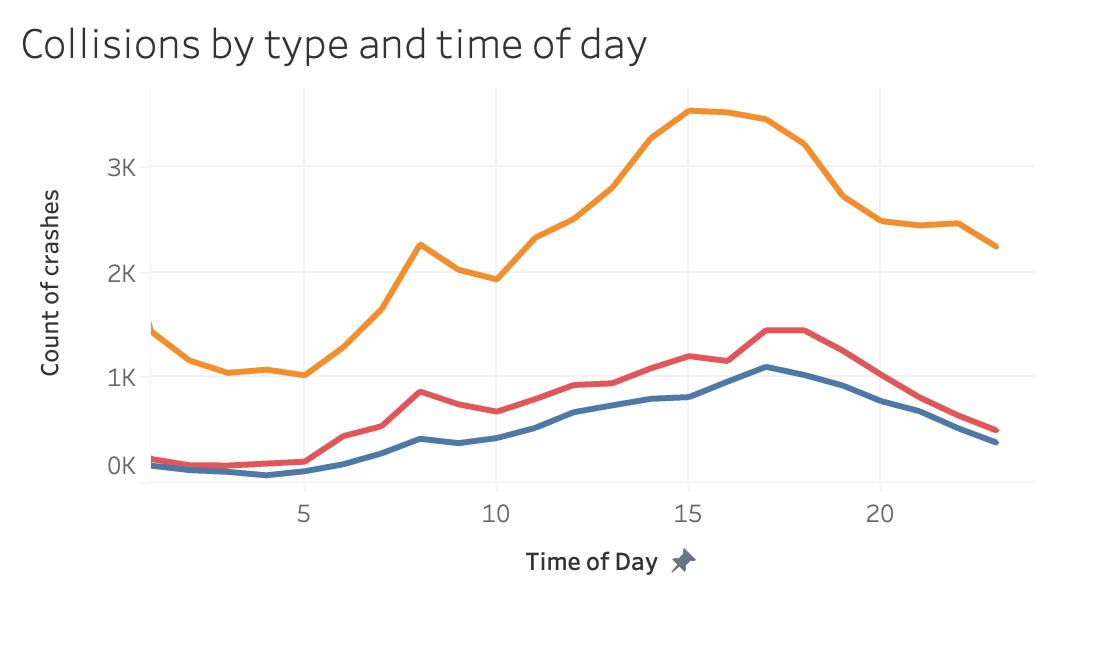 Collisions by type and time of day
Count of crashes
3K
2K
1K
0K
5 10 15 20
Time of Day